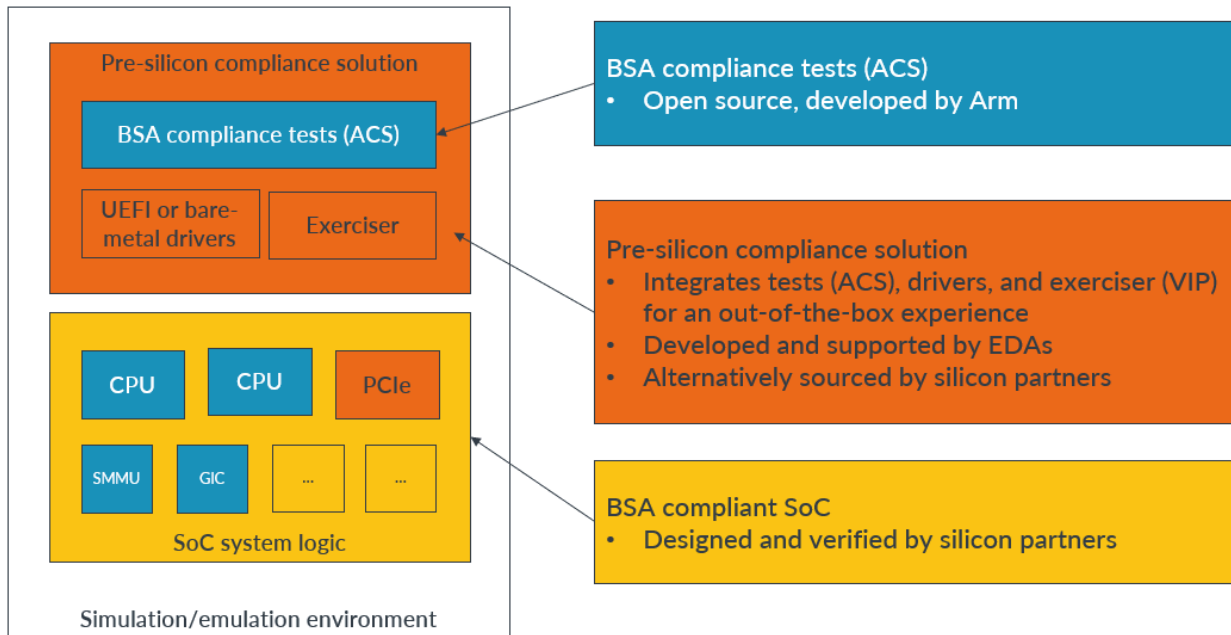 Pre-silicon compliance solution
BSA compliance tests (ACS)
UEFI or bare-
metal drivers
Exerciser
CPU
CPU
PCIe
SMMU
GIC
...
...
SoC system logic
Simulation/emulation environment
BSA compliance tests (ACS)
• Open source, developed by Arm
Pre-silicon compliance solution
• Integrates tests (ACS), drivers, and exerciser (VIP)
for an out-of-the-box experience
• Developed and supported by EDAs
• Alternatively sourced by silicon partners
BSA compliant SoC
• Designed and verified by silicon partners